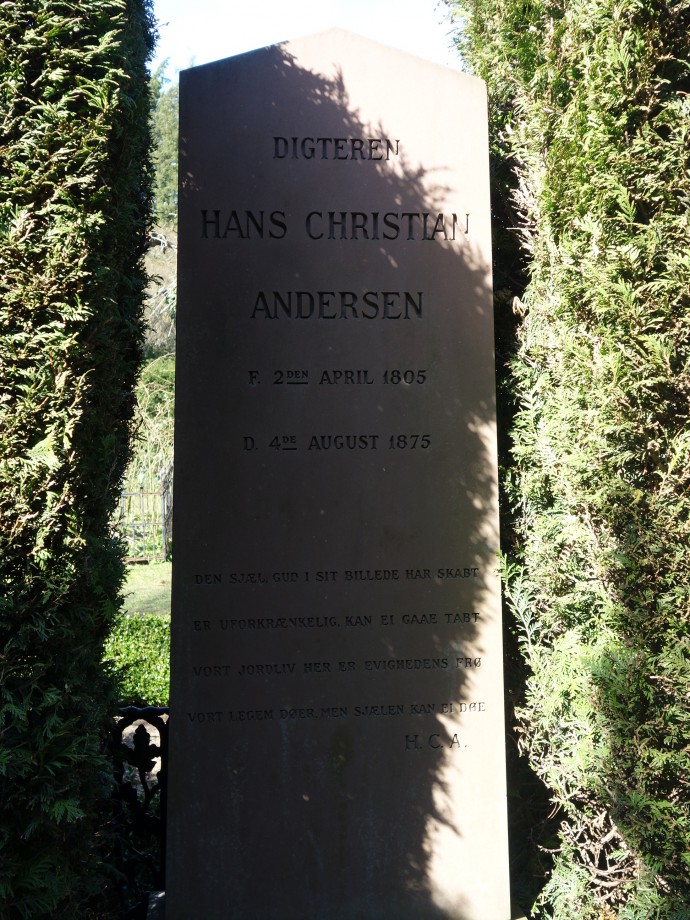 DIGTEREN
HANS CHRISTIAN
ANDERSEN
F. 2DEN APRIL 1805
D. 4DE AUGUST 1875
DEN SJÆL, GUD I SIT BILLEDE HAR SKABT
ER UFORKRÆNKELIG, KAN EI GAAE TABT
VORT JORDLIV HER ER EVIGHEDENS FRØ
VORT LEGEM DØER, MEN SJÆLEN KAN EI DØE
H. C. A.